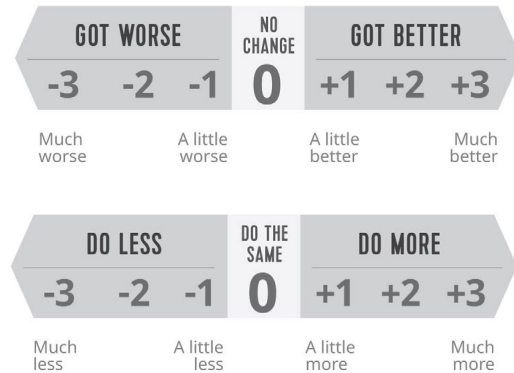 GOT WORSE NO CHANGE GOT BETTER
-3 -2 -1 0 +1 +2 +3
Much worse A little worse A little better Much better
DO LESS DO THE SAME DO MORE
-3 -2 -1 0 +1 +2 +3
Much less A little less A little more Much more